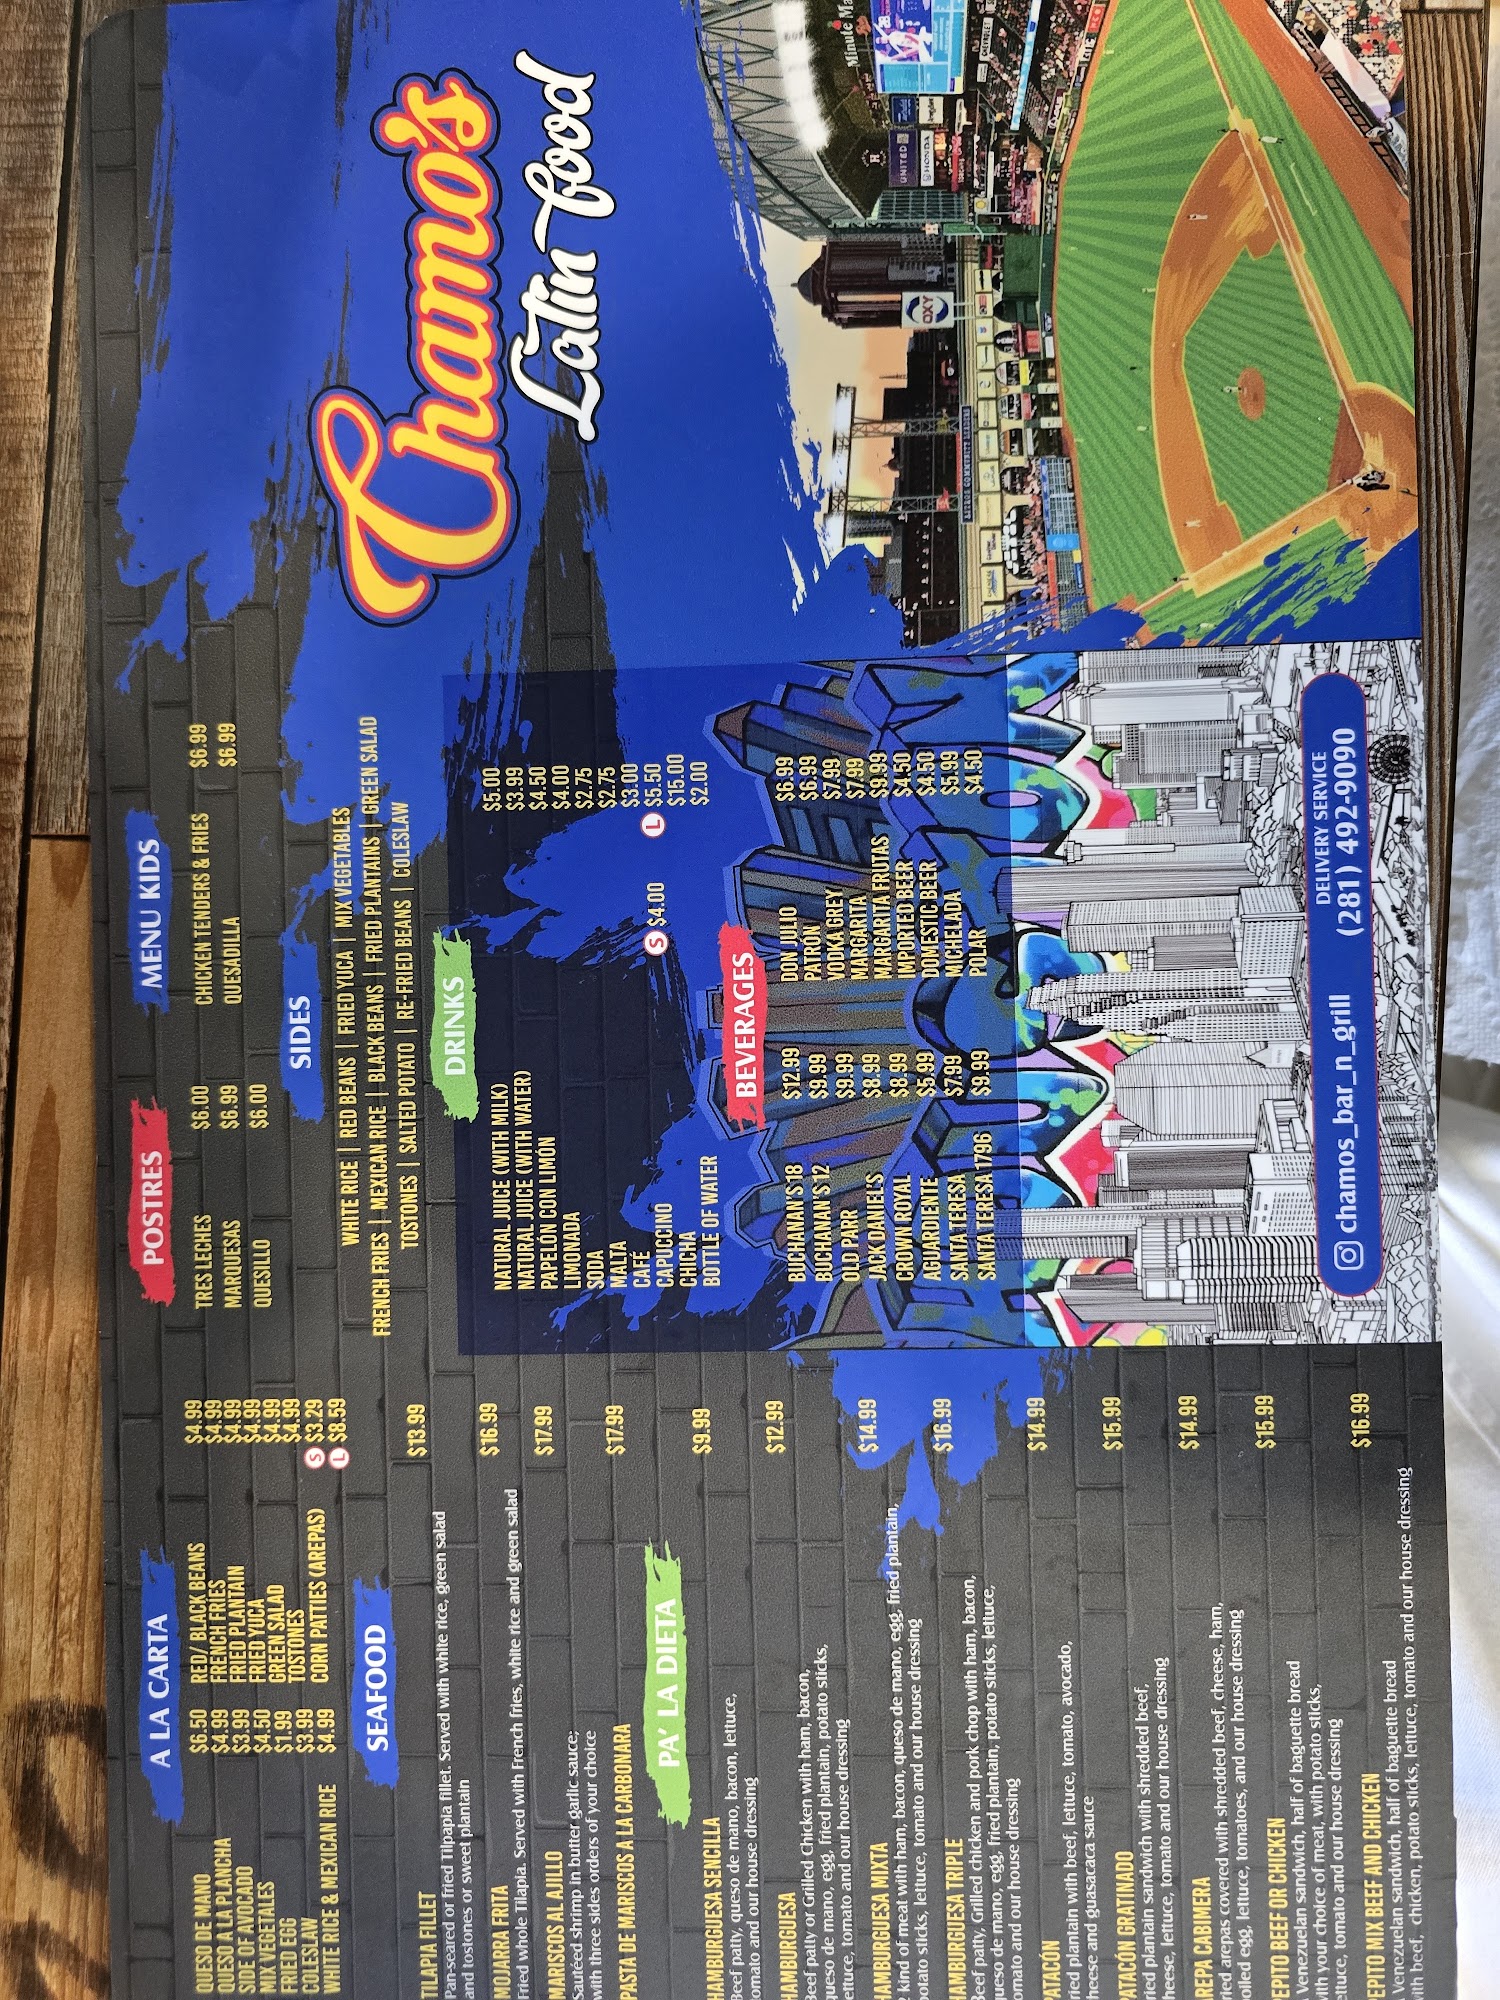 A LA CARTA
QUESO DE MANO $6.50
QUESO A LA PLANCHA $4.99
SIDE OF AVOCADO $3.99
MIX VEGETALES $4.50
FRIED EGG $1.99
COLESLAW $3.99
WHITE RICE & MEXICAN RICE $4.99
RED/ BLACK BEANS $4.99
FRENCH FRIES $4.99
FRIED PLANTAIN $4.99
FRIED YUCA $4.99
GREEN SALAD $4.99
TOSTONES $4.99
CORN PATTIES (AREPAS) S $3.29
L $8.59
SEAFOOD
TILAPIA FILLET $13.99
Pan-seared or fried Tilpapia fillet. Served with white rice, green salad
and tostones or sweet plantain
MOJARRA FRITA $16.99
Fried whole Tilapia. Served with French fries, white rice and green salad
MARISCOS AL AJILLO $17.99
Sautéed shrimp in butter garlic sauce;
with three sides orders of your choice
PASTA DE MARISCOS A LA CARBONARA $17.99
PA' LA DIETA
HAMBURGUESA SENCILLA $9.99
Beef patty, queso de mano, bacon, lettuce,
tomato and our house dressing
HAMBURGUESA $12.99
Beef patty or Grilled Chicken with ham, bacon,
queso de mano, egg, fried plantain, potato sticks,
lettuce, tomato and our house dressing
HAMBURGUESA MIXTA $14.99
kind of meat with ham, bacon, queso de mano, egg, fried plantain,
potato sticks, lettuce, tomato and our house dressing
HAMBURGUESA TRIPLE $16.99
Beef patty, Grilled chicken and pork chop with ham, bacon,
queso de mano, egg, fried plantain, potato sticks, lettuce,
tomato and our house dressing
PATACÓN $14.99
fried plantain with beef, lettuce, tomato, avocado,
cheese and guasacaca sauce
PATACÓN GRATINADO $15.99
fried plantain sandwich with shredded beef,
cheese, lettuce, tomato and our house dressing
AREPA CABIMERA $14.99
fried arepas covered with shredded beef, cheese, ham,
boiled egg, lettuce, tomatoes, and our house dressing
PEPITO BEEF OR CHICKEN $15.99
Venezuelan sandwich, half of baguette bread
with your choice of meat, with potato sticks,
lettuce, tomato and our house dressing
PEPITO MIX BEEF AND CHICKEN $16.99
Venezuelan sandwich, half of baguette bread
with beef, chicken, potato sticks, lettuce, tomato and our house dressing
POSTRES
TRES LECHES $6.00
MARQUESAS $6.99
QUESILLO $6.00
MENU KIDS
CHICKEN TENDERS & FRIES $6.99
QUESADILLA $6.99
SIDES
WHITE RICE | RED BEANS | FRIED YUCA | MIX VEGETABLES
FRENCH FRIES | MEXICAN RICE | BLACK BEANS | FRIED PLANTAINS | GREEN SALAD
TOSTONES | SALTED POTATO | RE-FRIED BEANS | COLESLAW
DRINKS
NATURAL JUICE (WITH MILK) $5.00
NATURAL JUICE (WITH WATER) $3.99
PAPELÓN CON LIMÓN $4.50
LIMONADA $4.00
SODA $2.75
MALTA $2.75
CAFÉ $3.00
CAPUCCINO S $4.00 L $5.50
CHICHA $15.00
BOTTLE OF WATER $2.00
BEVERAGES
BUCHANAN'S 18 $12.99
BUCHANAN'S 12 $9.99
OLD PARR $9.99
JACK DANIEL'S $8.99
CROWN ROYAL $8.99
AGUARDIENTE $5.99
SANTA TERESA $7.99
SANTA TERESA 1796 $9.99
DON JULIO $6.99
PATRÓN $6.99
VODKA GREY $7.99
MARGARITA $7.99
MARGARITA FRUTAS $9.99
IMPORTED BEER $4.50
DOMESTIC BEER $4.50
MICHELADA $5.99
POLAR $4.50
chamos_bar_n_grill
DELIVERY SERVICE
(281) 492-9090
Chamo's
Latin food
Minute Ma
UNITED
HONDA
CHEVROLET
OXY